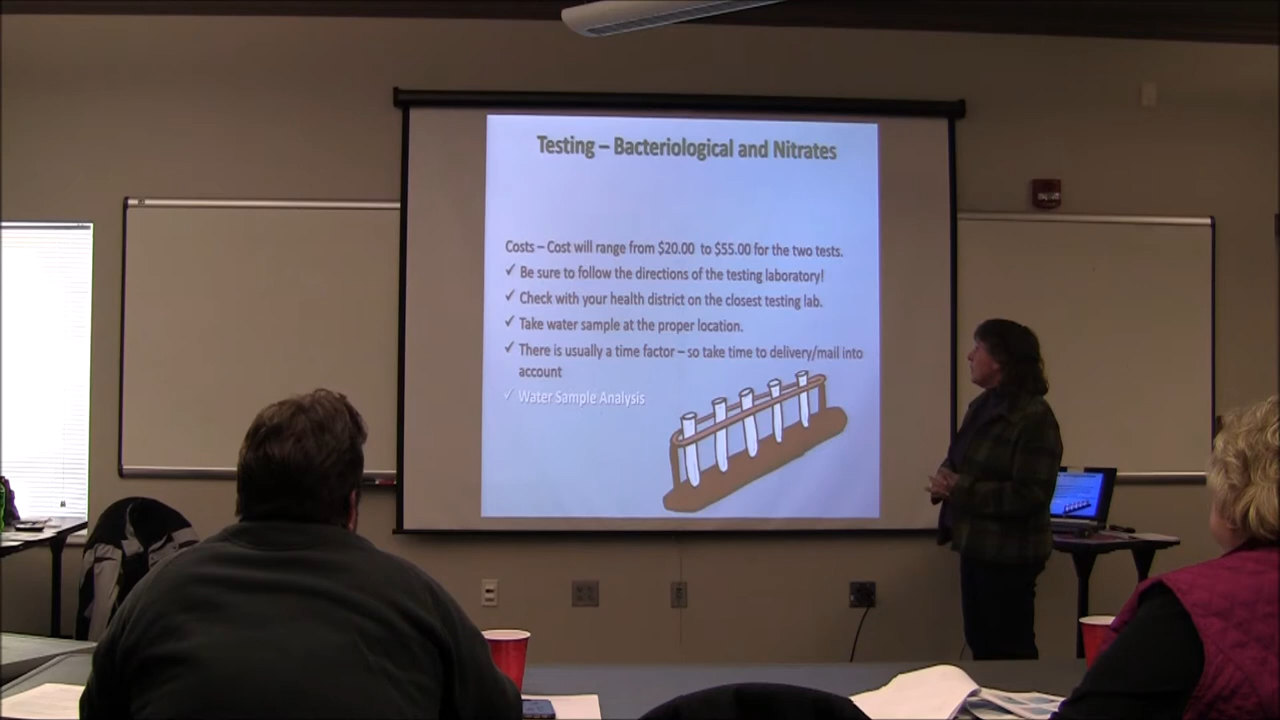 Testing – Bacteriological and Nitrates
Costs – Cost will range from $20.00  to $55.00 for the two tests.
✓ Be sure to follow the directions of the testing laboratory!
✓ Check with your health district on the closest testing lab.
✓ Take water sample at the proper location.
✓ There is usually a time factor – so take time to delivery/mail into
account
✓ Water Sample Analysis